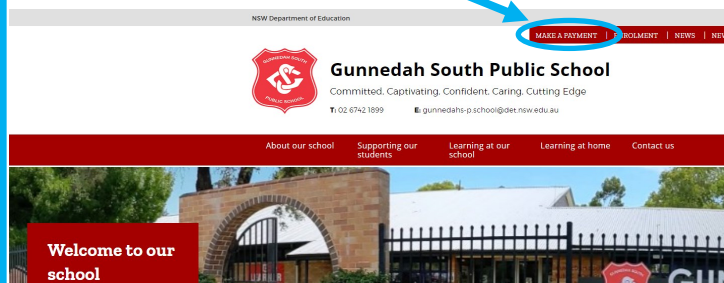 NSW Department of Education
MAKE A PAYMENT | ENROLMENT | NEWS |
GUNNEDAH SOUTH
PUBLIC SCHOOL
Gunnedah South Public School
Committed. Captivating. Confident. Caring. Cutting Edge
T: 02 6742 1899 E: gunnedahs-p.school@det.nsw.edu.au
About our school Supporting our students Learning at our school Learning at home Contact us
Welcome to our
school